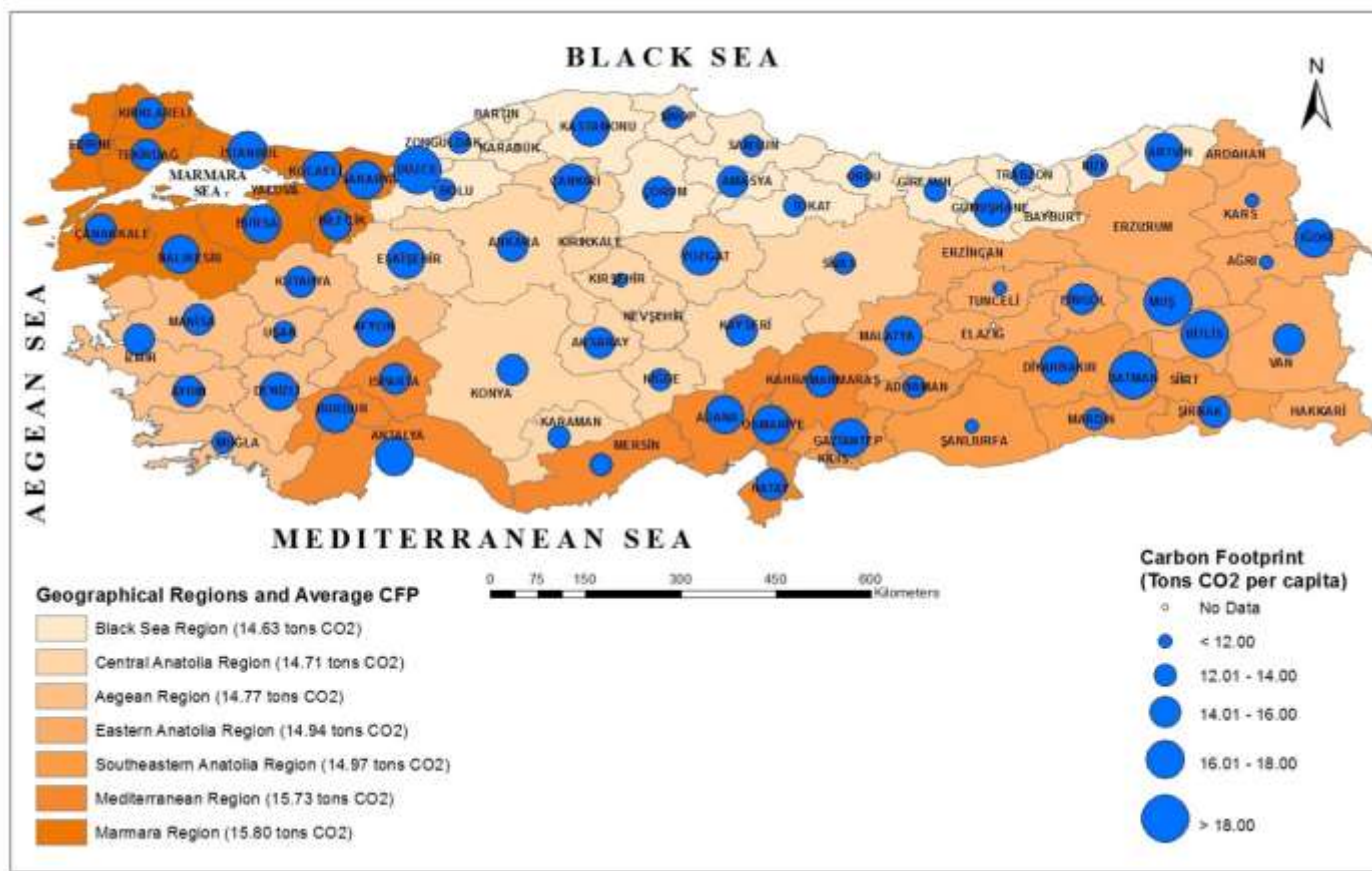 BLACK SEA
N
KIRKLARELİ
EDİRNE
TEKİRDAĞ
İSTANBUL
MARMARA
SEA
YALOVA
KOCAELİ
SAKARYA
DÜZCE
ZONGULDAK
BARTIN
KARABÜK
BOLU
KASTAMONU
SİNOP
SAMSUN
ÇANKIRI
ÇORUM
AMASYA
TOKAT
ORDU
GİRESUN
GÜMÜŞHANE
TRABZON
BAYBURT
RİZE
ARTVİN
ARDAHAN
KARS
IĞDIR
AĞRI
ERZURUM
ERZİNCAN
ÇANAKKALE
BALIKESİR
BURSA
BİLECİK
ESKİŞEHİR
ANKARA
KIRIKKALE
KIRŞEHİR
YOZGAT
SİVAS
KÜTAHYA
MANİSA
UŞAK
AFYON
İZMİR
AYDIN
DENİZLİ
MUĞLA
ISPARTA
BURDUR
ANTALYA
KONYA
AKSARAY
NEVŞEHİR
NİĞDE
KAYSERİ
KARAMAN
MERSİN
ADANA
OSMANİYE
HATAY
KAHRAMANMARAŞ
GAZİANTEP
KİLİS
MALATYA
ADIYAMAN
ŞANLIURFA
TUNCELİ
ELAZIĞ
BİNGÖL
MUŞ
BİTLİS
VAN
DİYARBAKIR
BATMAN
SİİRT
MARDİN
ŞIRNAK
HAKKARİ
AEGEAN SEA
MEDITERRANEAN SEA
0 75 150 300 450 600
Kilometers
Geographical Regions and Average CFP
Black Sea Region (14.63 tons CO2)
Central Anatolia Region (14.71 tons CO2)
Aegean Region (14.77 tons CO2)
Eastern Anatolia Region (14.94 tons CO2)
Southeastern Anatolia Region (14.97 tons CO2)
Mediterranean Region (15.73 tons CO2)
Marmara Region (15.80 tons CO2)
Carbon Footprint
(Tons CO2 per capita)
No Data
< 12.00
12.01 - 14.00
14.01 - 16.00
16.01 - 18.00
> 18.00